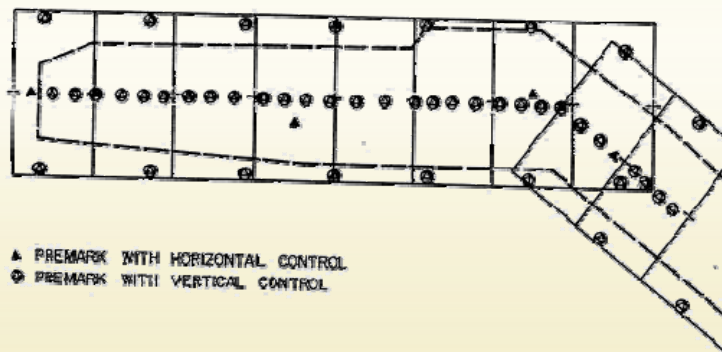 ▲ PREMARK WITH HORIZONTAL CONTROL
PREMARK WITH VERTICAL CONTROL